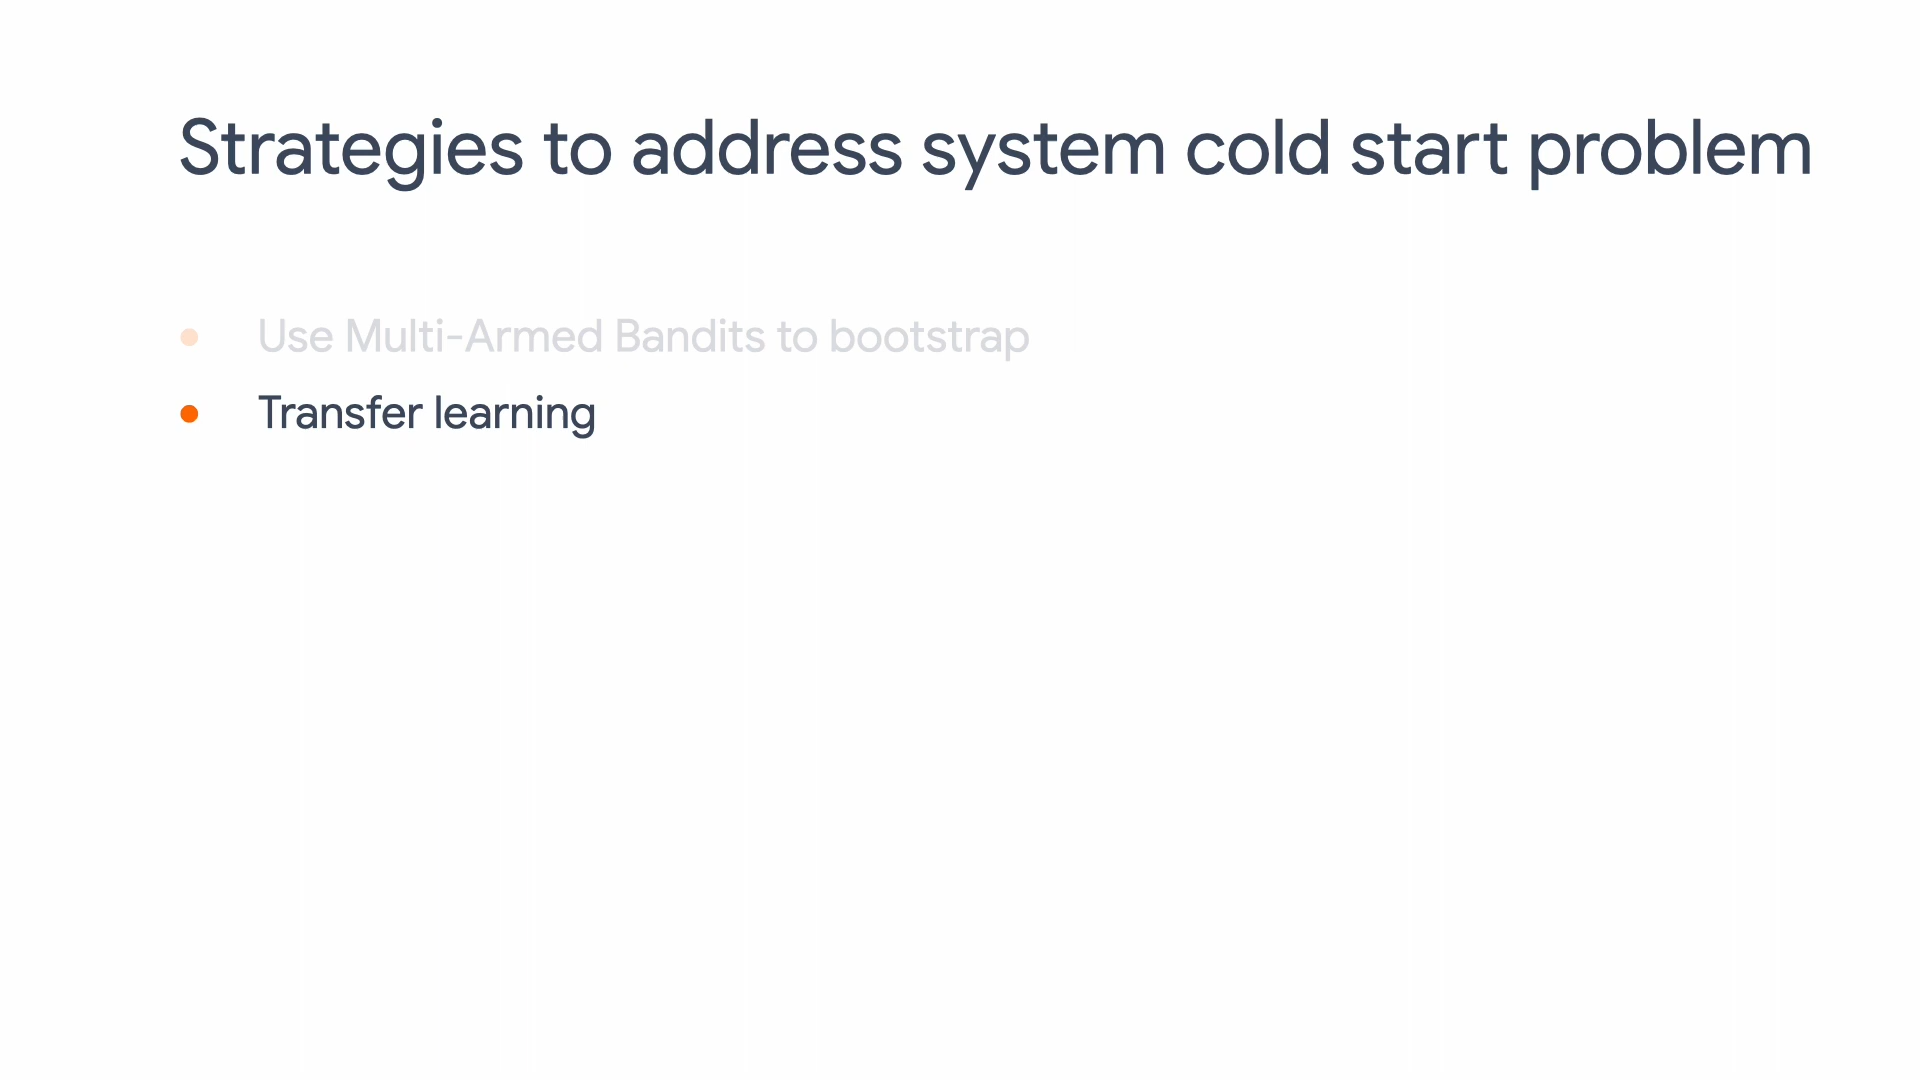 Strategies to address system cold start problem
Use Multi-Armed Bandits to bootstrap
Transfer learning